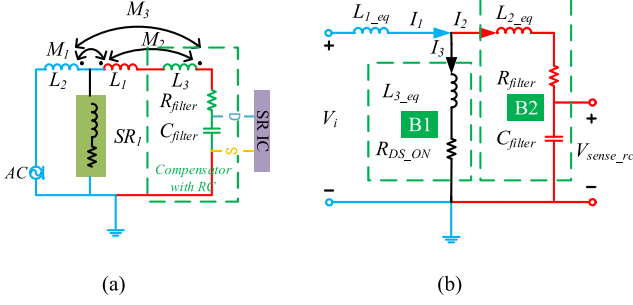 M3
M1
M2
L2
L1
L3
Rfilter
Cfilter
D
S
SR IC
SR1
AC
Compensator
with RC
(a)
L1_eq
I1
I2
L2_eq
I3
+
L3_eq
Rfilter
Vi
B1
B2
+
RDS_ON
Cfilter
Vsense_rc
−
−
(b)